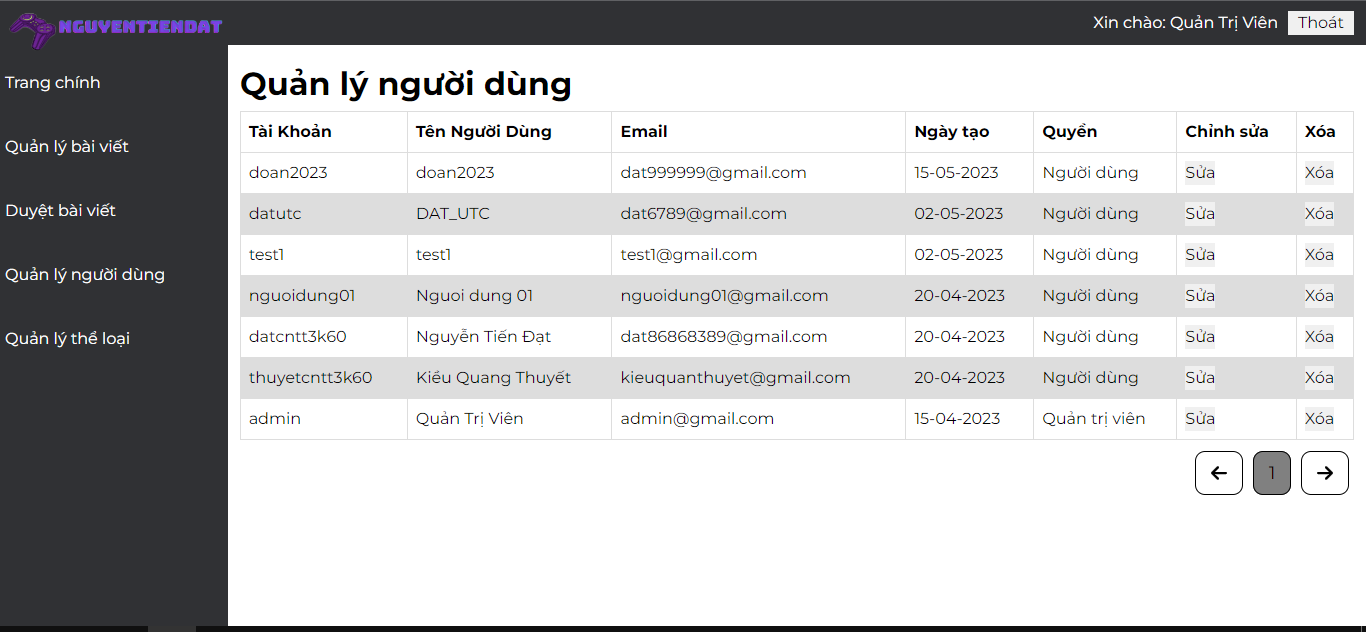 NGUYENTIENDAT
Xin chào: Quản Trị Viên Thoát
Trang chính
Quản lý bài viết
Duyệt bài viết
Quản lý người dùng
Quản lý thể loại
Quản lý người dùng
Tài Khoản Tên Người Dùng Email Ngày tạo Quyền Chỉnh sửa Xóa
doan2023 doan2023 dat999999@gmail.com 15-05-2023 Người dùng Sửa Xóa
datutc DAT_UTC dat6789@gmail.com 02-05-2023 Người dùng Sửa Xóa
test1 test1 test1@gmail.com 02-05-2023 Người dùng Sửa Xóa
nguoidung01 Nguoi dung 01 nguoidung01@gmail.com 20-04-2023 Người dùng Sửa Xóa
datcntt3k60 Nguyễn Tiến Đạt dat86868389@gmail.com 20-04-2023 Người dùng Sửa Xóa
thuyetcntt3k60 Kiều Quang Thuyết kieuquanthuyet@gmail.com 20-04-2023 Người dùng Sửa Xóa
admin Quản Trị Viên admin@gmail.com 15-04-2023 Quản trị viên Sửa Xóa
1